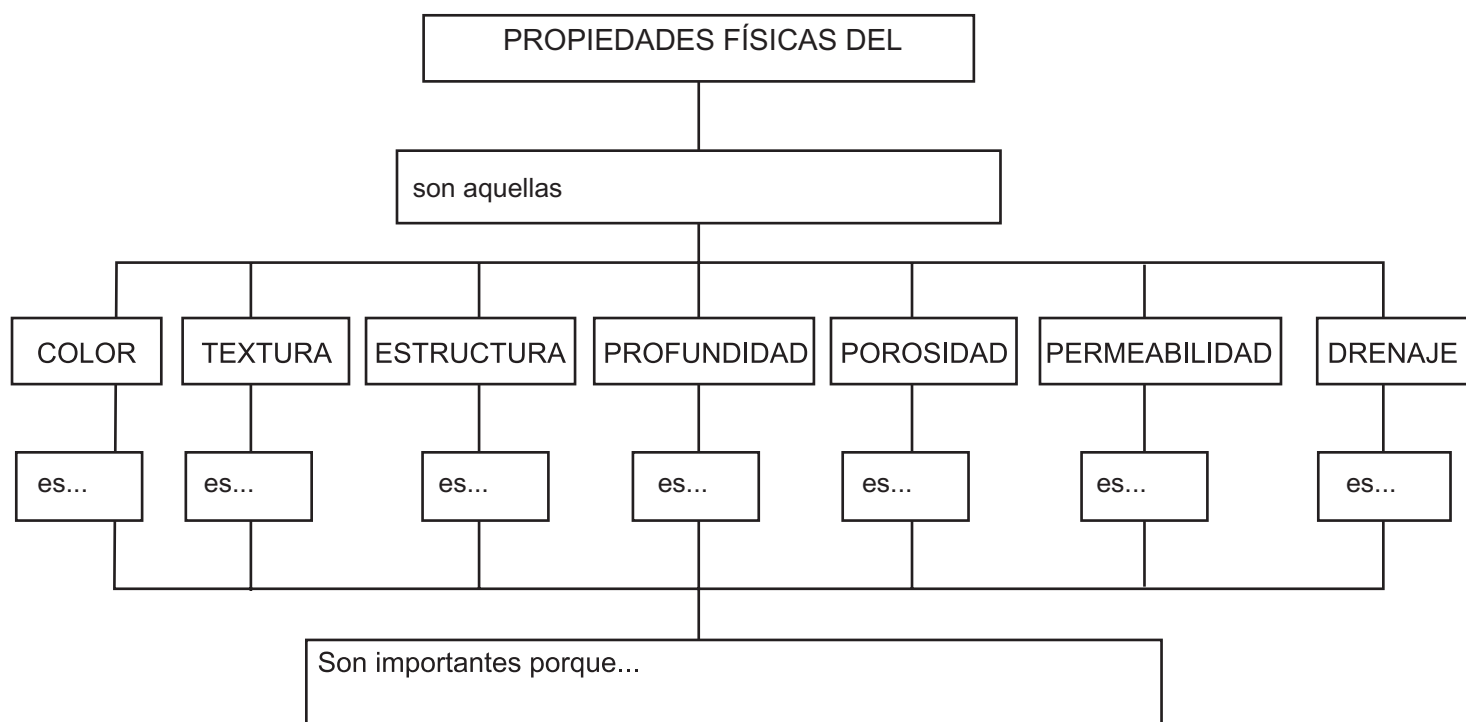 PROPIEDADES FÍSICAS DEL
son aquellas
COLOR
TEXTURA
ESTRUCTURA
PROFUNDIDAD
POROSIDAD
PERMEABILIDAD
DRENAJE
es...
es...
es...
es...
es...
es...
es...
Son importantes porque...